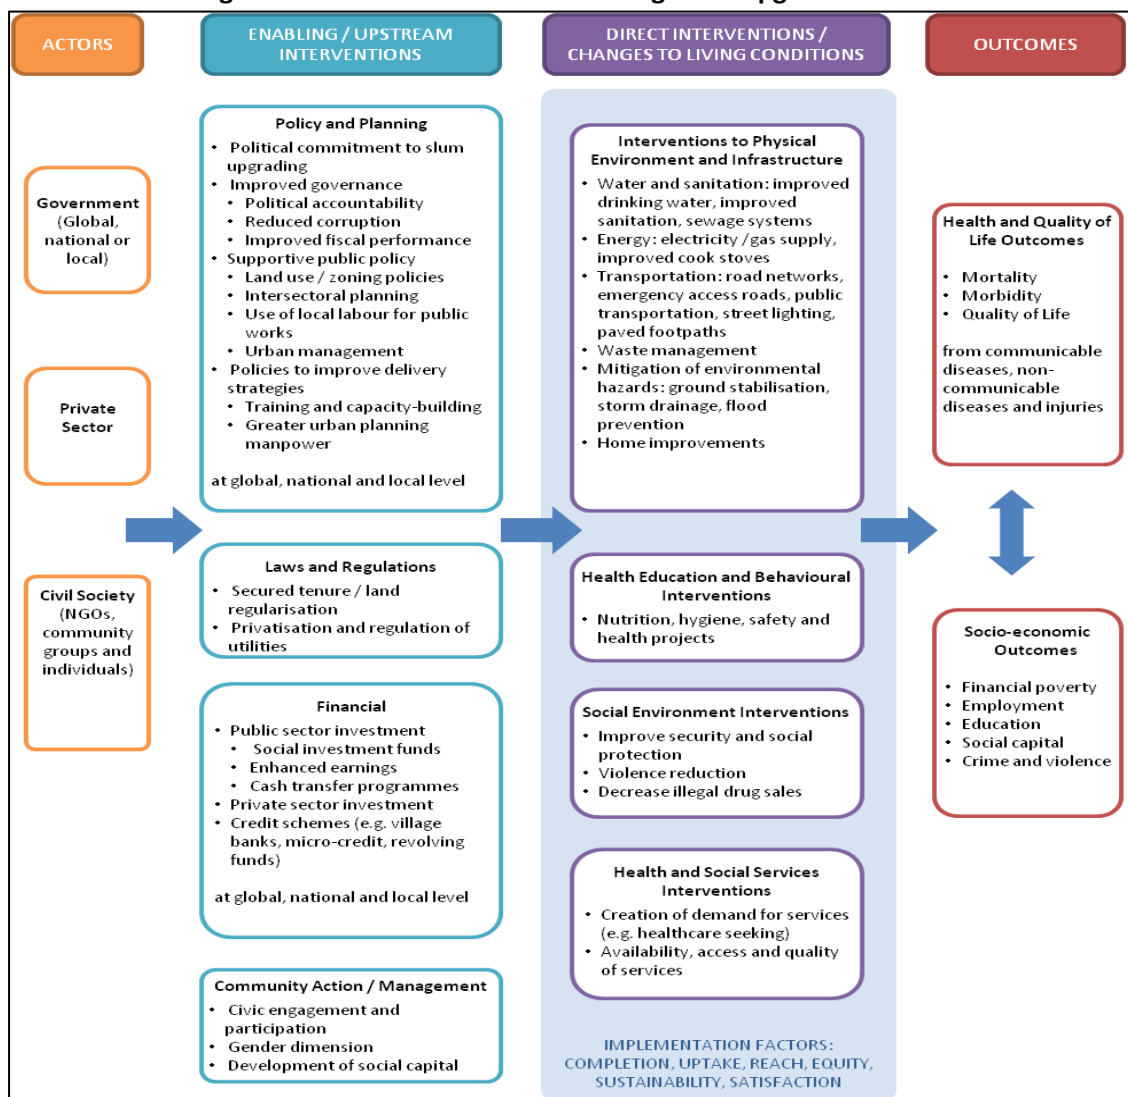 ACTORS
ENABLING / UPSTREAM
INTERVENTIONS
DIRECT INTERVENTIONS /
CHANGES TO LIVING CONDITIONS
OUTCOMES
Government
(Global,
national or
local)
Private
Sector
Civil Society
(NGOs,
community
groups and
individuals)
Policy and Planning
• Political commitment to slum
upgrading
• Improved governance
• Political accountability
• Reduced corruption
• Improved fiscal performance
• Supportive public policy
• Land use / zoning policies
• Intersectoral planning
• Use of local labour for public
works
• Urban management
• Policies to improve delivery
strategies
• Training and capacity-building
• Greater urban planning
manpower
at global, national and local level
Laws and Regulations
• Secured tenure / land
regularisation
• Privatisation and regulation of
utilities
Financial
• Public sector investment
• Social investment funds
• Enhanced earnings
• Cash transfer programmes
• Private sector investment
• Credit schemes (e.g. village
banks, micro-credit, revolving
funds)
at global, national and local level
Community Action / Management
• Civic engagement and
participation
• Gender dimension
• Development of social capital
Interventions to Physical
Environment and Infrastructure
• Water and sanitation: improved
drinking water, improved
sanitation, sewage systems
• Energy: electricity /gas supply,
improved cook stoves
• Transportation: road networks,
emergency access roads, public
transportation, street lighting,
paved footpaths
• Waste management
• Mitigation of environmental
hazards: ground stabilisation,
storm drainage, flood
prevention
• Home improvements
Health Education and Behavioural
Interventions
• Nutrition, hygiene, safety and
health projects
Social Environment Interventions
• Improve security and social
protection
• Violence reduction
• Decrease illegal drug sales
Health and Social Services
Interventions
• Creation of demand for services
(e.g. healthcare seeking)
• Availability, access and quality
of services
IMPLEMENTATION FACTORS:
COMPLETION, UPTAKE, REACH, EQUITY,
SUSTAINABILITY, SATISFACTION
Health and Quality of
Life Outcomes
• Mortality
• Morbidity
• Quality of Life
from communicable
diseases, non-
communicable
diseases and injuries
Socio-economic
Outcomes
• Financial poverty
• Employment
• Education
• Social capital
• Crime and violence